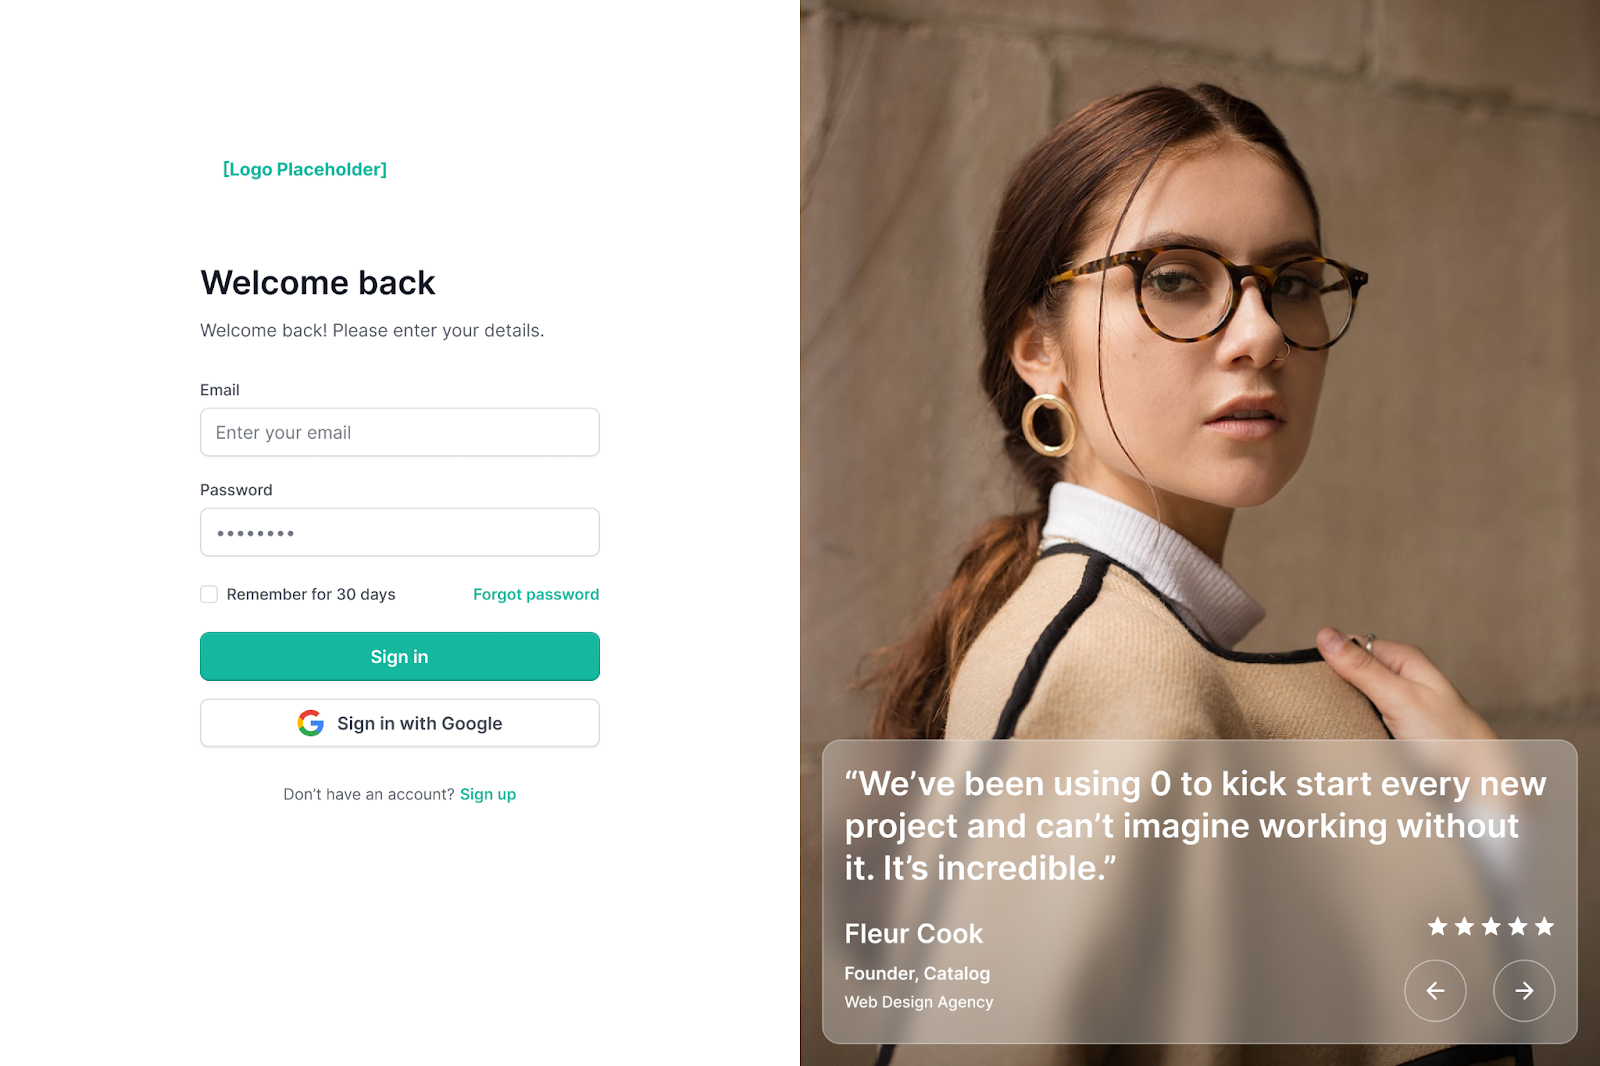 [Logo Placeholder]
Welcome back
Welcome back! Please enter your details.
Email
Enter your email
Password
••••••••
Remember for 30 days
Forgot password
Sign in
Sign in with Google
Don’t have an account? Sign up
“We’ve been using 0 to kick start every new
project and can’t imagine working without
it. It’s incredible.”
Fleur Cook
Founder, Catalog
Web Design Agency